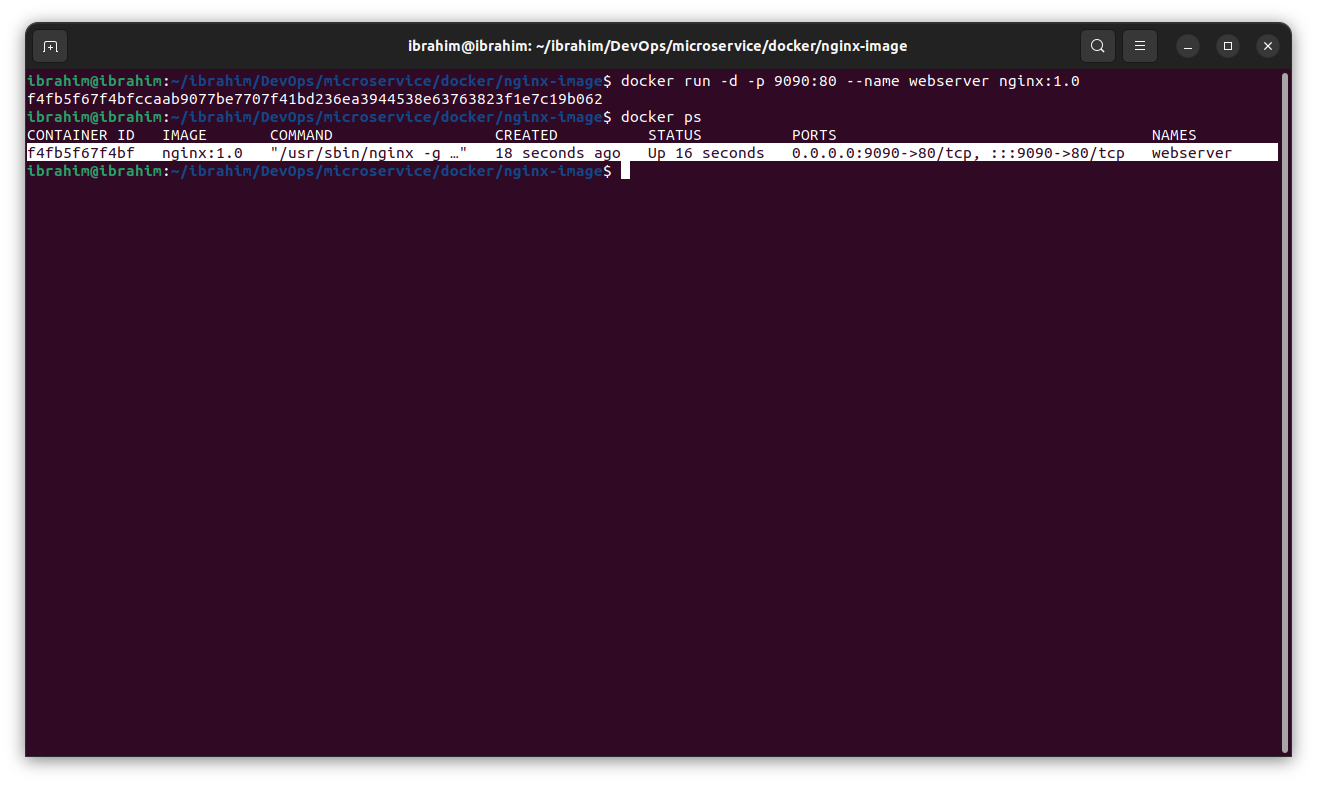 ibrahim@ibrahim: ~/ibrahim/DevOps/microservice/docker/nginx-image
ibrahim@ibrahim:~/ibrahim/DevOps/microservice/docker/nginx-image$ docker run -d -p 9090:80 --name webserver nginx:1.0
f4fb5f67f4bfccaab9077be7707f41bd236ea3944538e63763823f1e7c19b062
ibrahim@ibrahim:~/ibrahim/DevOps/microservice/docker/nginx-image$ docker ps
CONTAINER ID   IMAGE       COMMAND                  CREATED          STATUS          PORTS                                   NAMES
f4fb5f67f4bf   nginx:1.0   "/usr/sbin/nginx -g …"   18 seconds ago   Up 16 seconds   0.0.0.0:9090->80/tcp, :::9090->80/tcp   webserver
ibrahim@ibrahim:~/ibrahim/DevOps/microservice/docker/nginx-image$